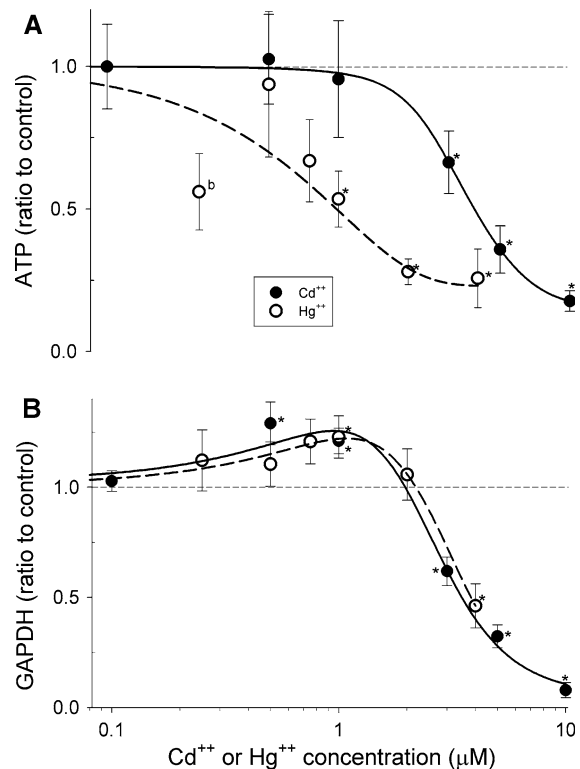 A
ATP (ratio to control)
1.0
0.5
0.0
b
*
*
*
*
*
*
Cd++
Hg++
B
GAPDH (ratio to control)
1.0
0.5
0.0
*
*
*
*
*
*
*
0.1
1
10
Cd++ or Hg++ concentration (μM)